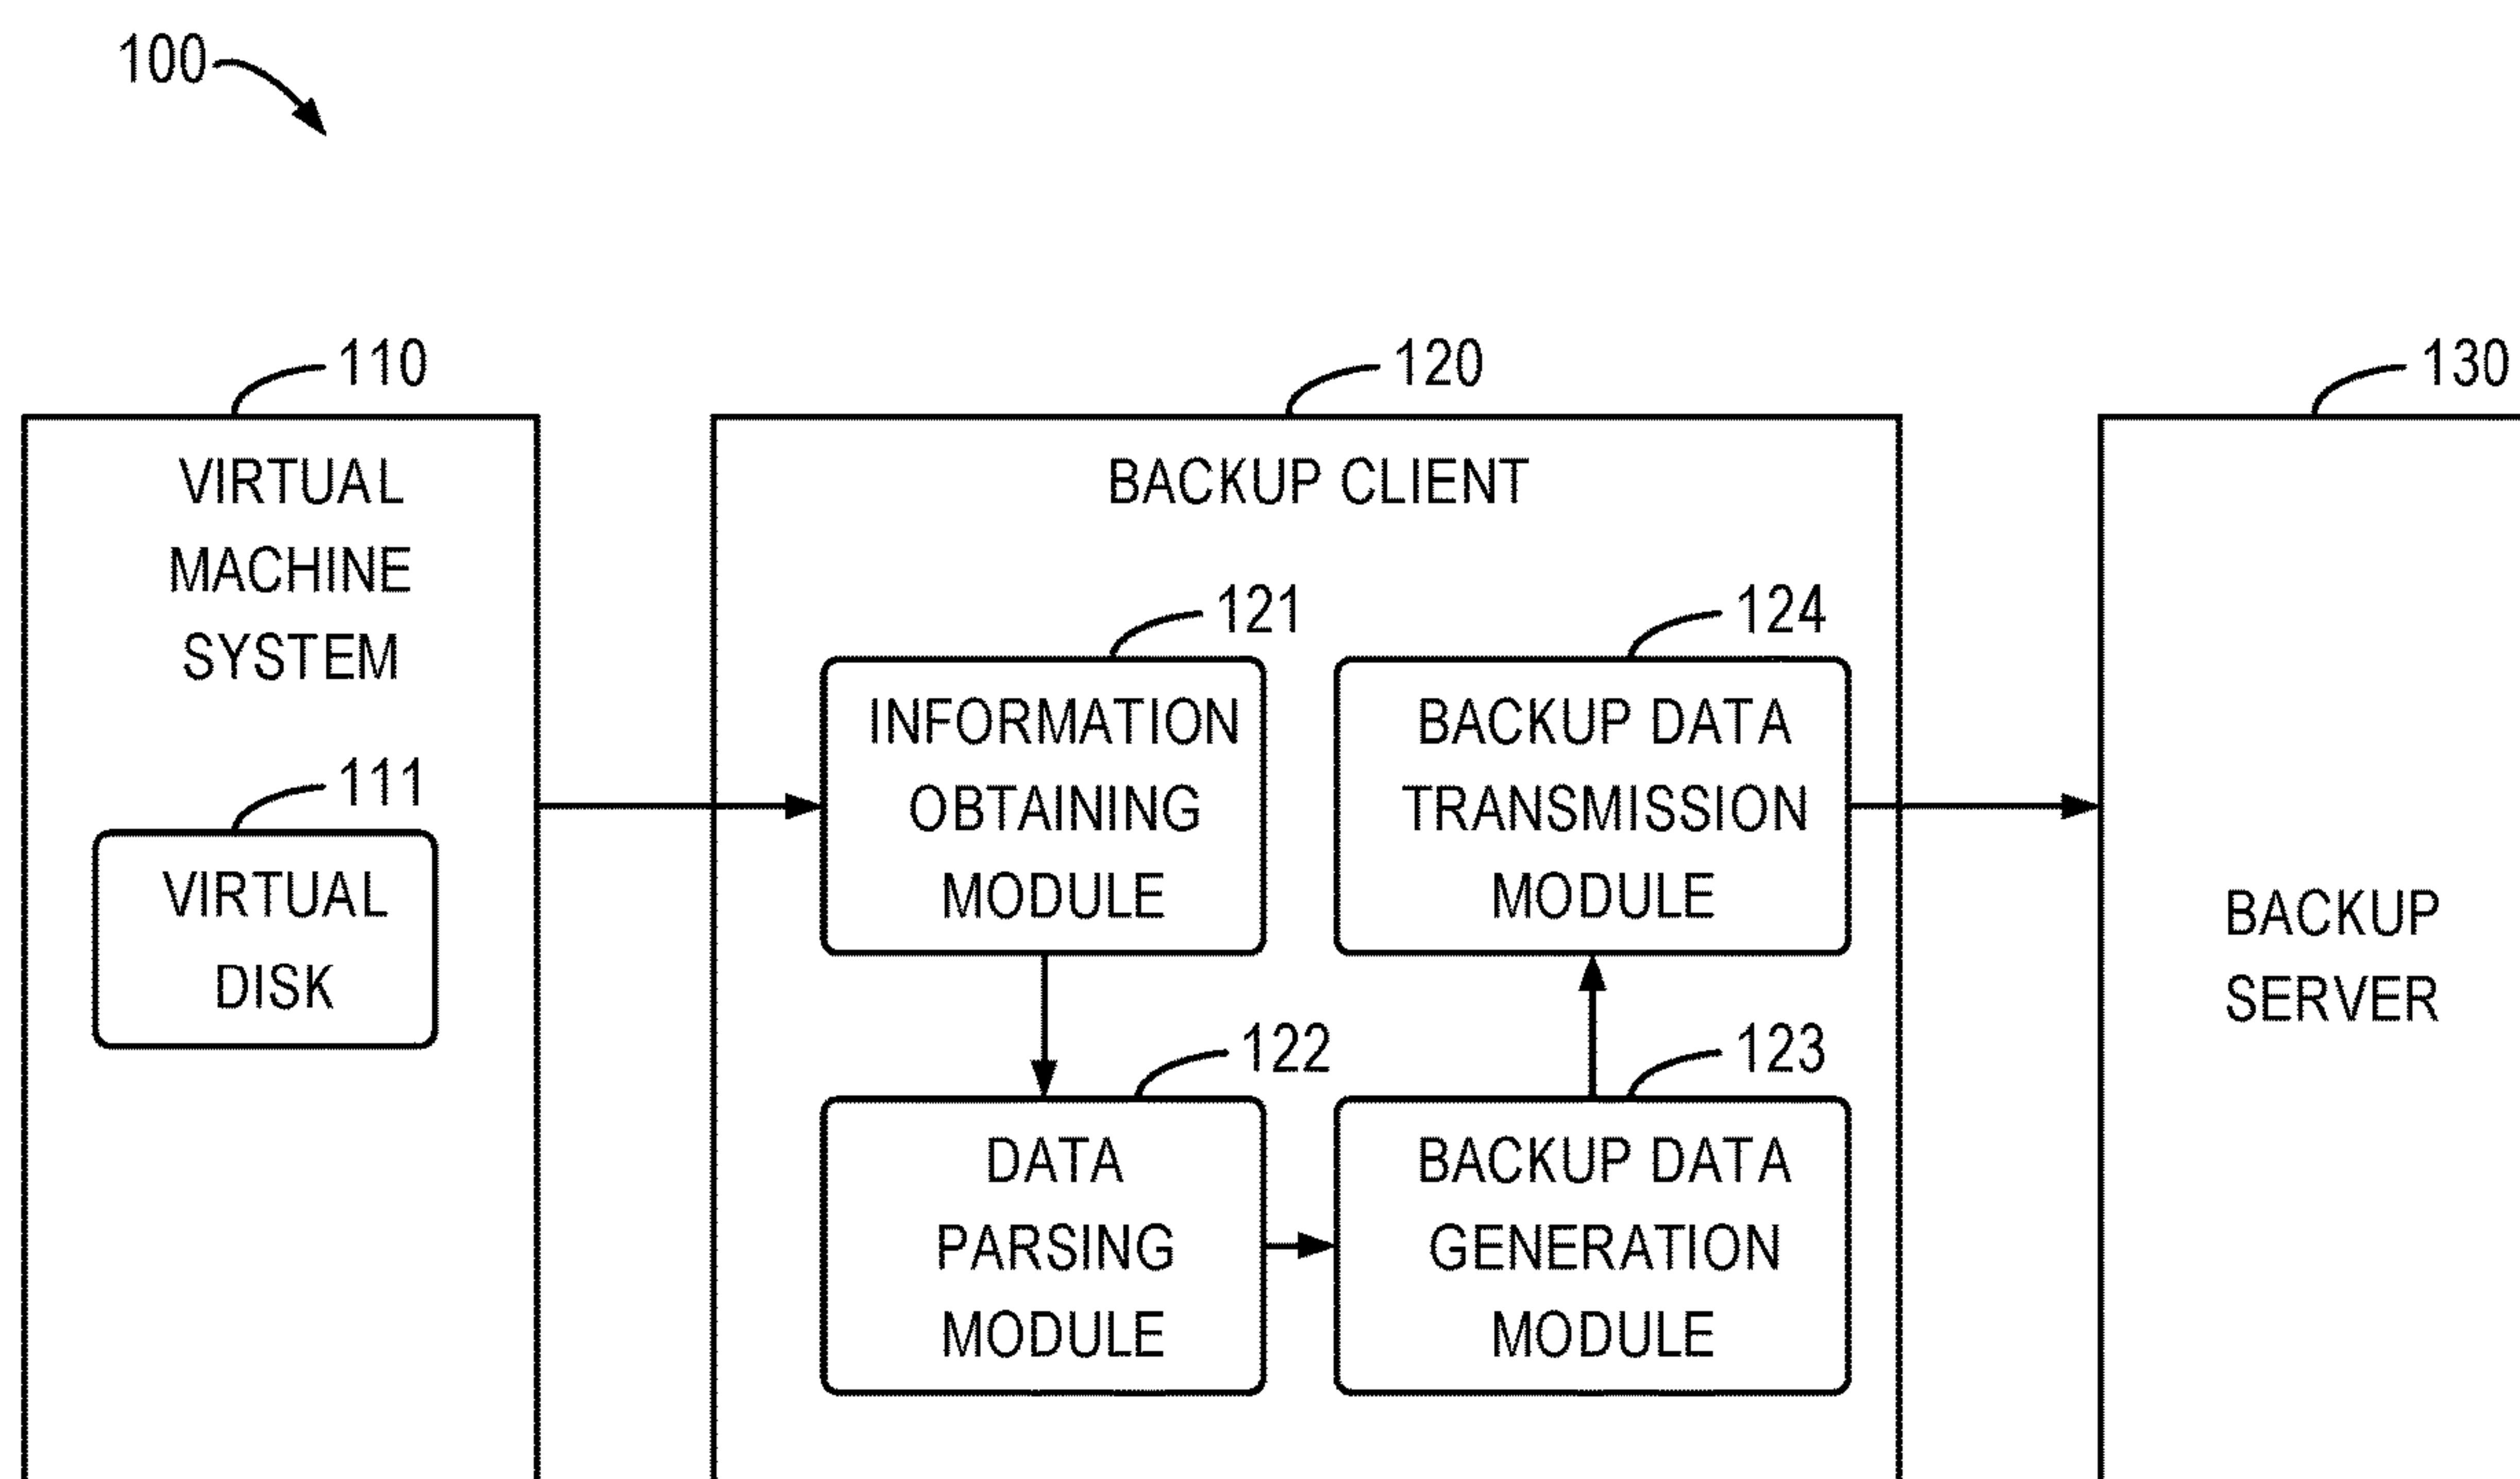 100
110
VIRTUAL
MACHINE
SYSTEM
111
VIRTUAL
DISK
120
BACKUP CLIENT
121
INFORMATION
OBTAINING
MODULE
124
BACKUP DATA
TRANSMISSION
MODULE
122
DATA
PARSING
MODULE
123
BACKUP DATA
GENERATION
MODULE
130
BACKUP
SERVER